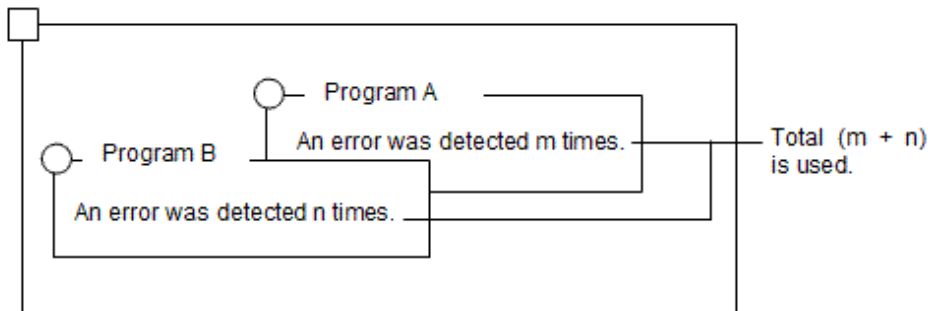 Program A
An error was detected m times.
Program B
An error was detected n times.
Total (m + n)
is used.